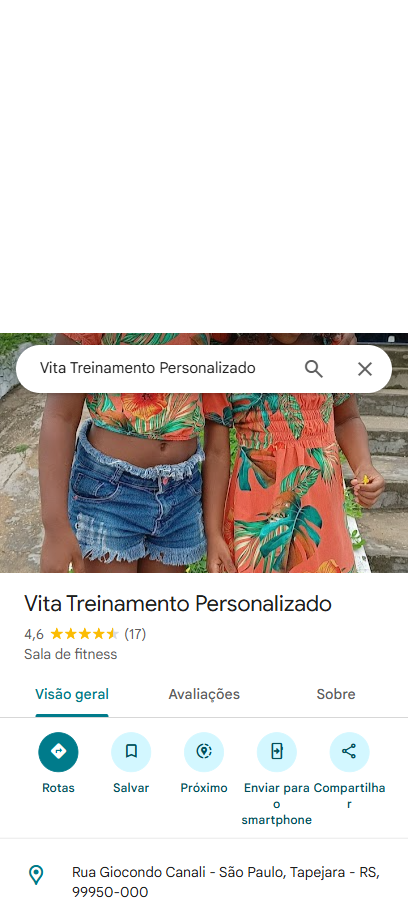 Vita Treinamento Personalizado
Vita Treinamento Personalizado
4,6 (17)
Sala de fitness
Visão geral Avaliações Sobre
Rotas Salvar Próximo Enviar para Compartilha
o r
smartphone
Rua Giocondo Canali - São Paulo, Tapejara - RS,
99950-000